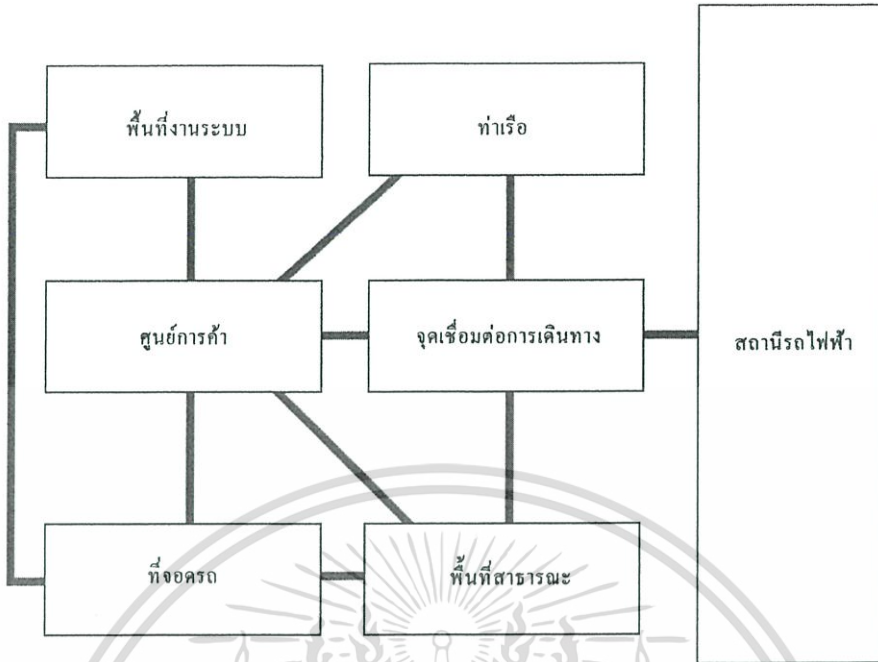 พื้นที่งานระบบ
ท่าเรือ
ศูนย์การค้า
จุดเชื่อมต่อการเดินทาง
สถานีรถไฟฟ้า
ที่จอดรถ
พื้นที่สาธารณะ